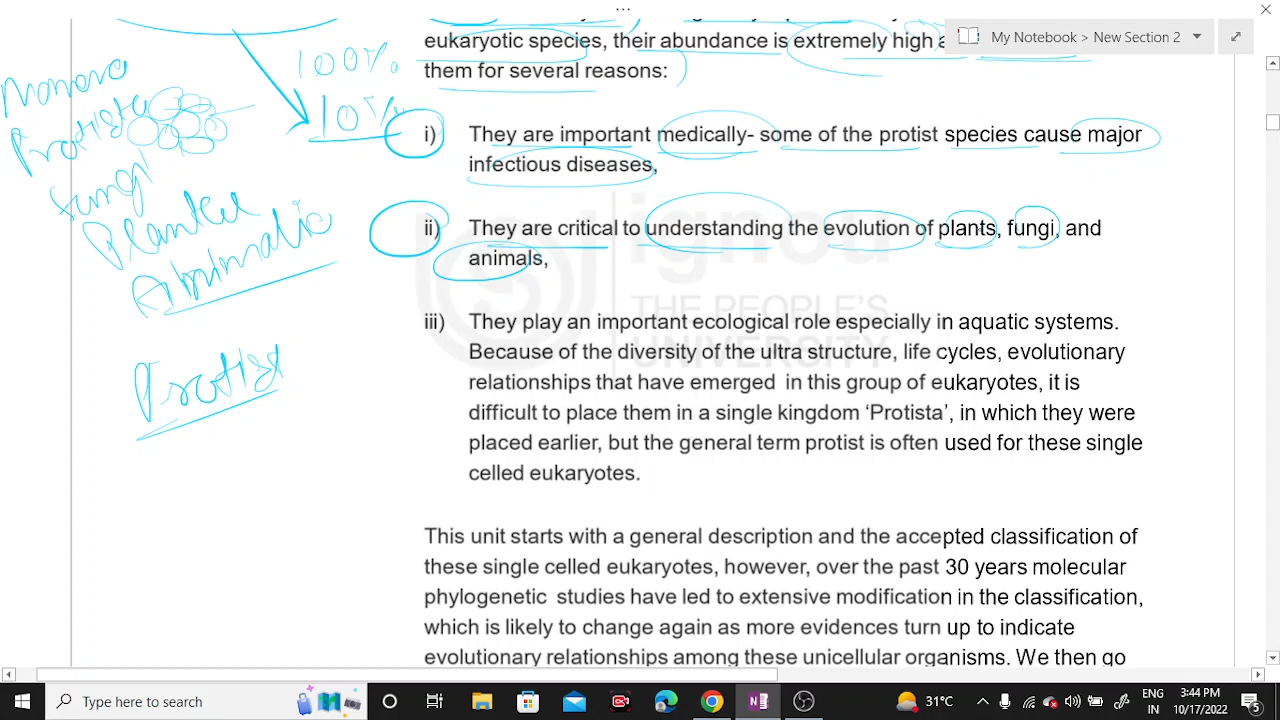 My Notebook > New Section 2
eukaryotic species, their abundance is extremely high
them for several reasons:
100%
10%
Monera
Protista
Fungi
Plantee
Animalic
Protist
i) They are important medically- some of the protist species cause major
infectious diseases,
ii) They are critical to understanding the evolution of plants, fungi, and
animals,
ignou
THE PEOPLE'S
UNIVERSITY
iii) They play an important ecological role especially in aquatic systems.
Because of the diversity of the ultra structure, life cycles, evolutionary
relationships that have emerged in this group of eukaryotes, it is
difficult to place them in a single kingdom ‘Protista’, in which they were
placed earlier, but the general term protist is often used for these single
celled eukaryotes.
This unit starts with a general description and the accepted classification of
these single celled eukaryotes, however, over the past 30 years molecular
phylogenetic studies have led to extensive modification in the classification,
which is likely to change again as more evidences turn up to indicate
evolutionary relationships among these unicellular organisms. We then go
Type here to search
31°C
ENG
IN
3:44 PM
10/17/2022
5